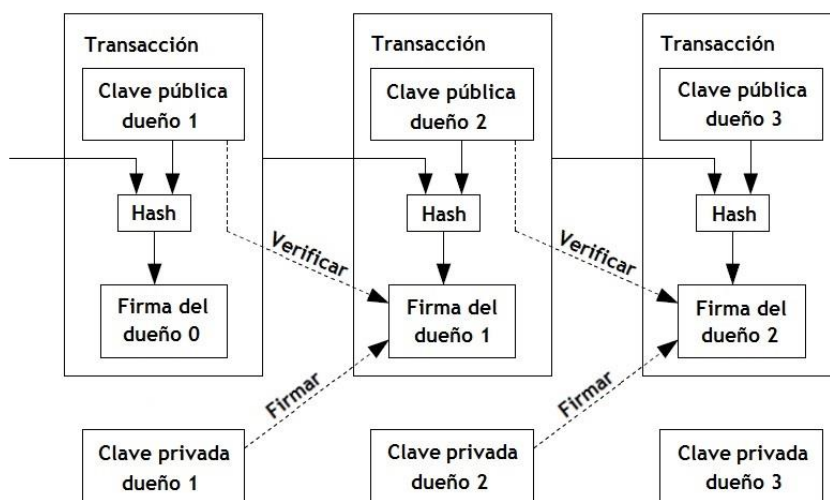 Transacción
Clave pública
dueño 1
Hash
Verificar
Firma del
dueño 0
Firmar
Clave privada
dueño 1
Transacción
Clave pública
dueño 2
Hash
Verificar
Firma del
dueño 1
Firmar
Clave privada
dueño 2
Transacción
Clave pública
dueño 3
Hash
Firma del
dueño 2
Clave privada
dueño 3